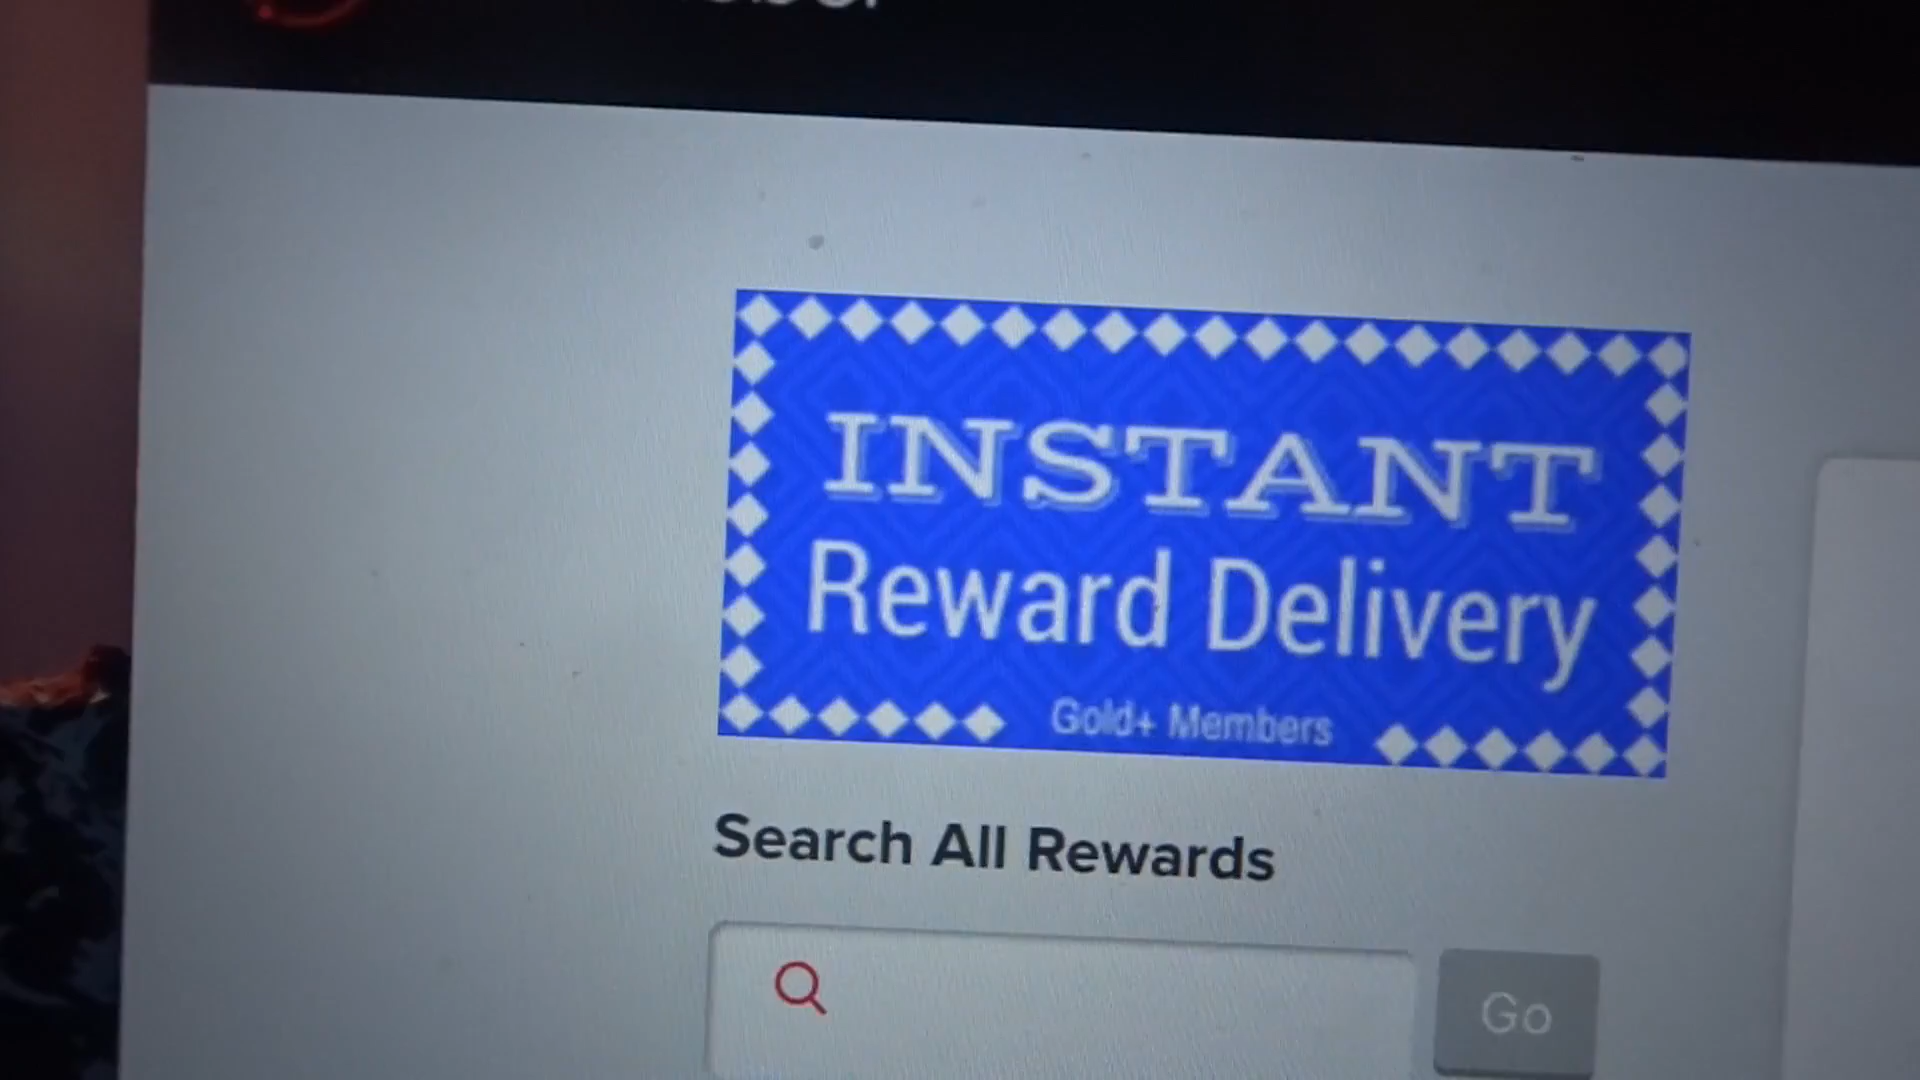 INSTANT
Reward Delivery
Gold+ Members
Search All Rewards
Go